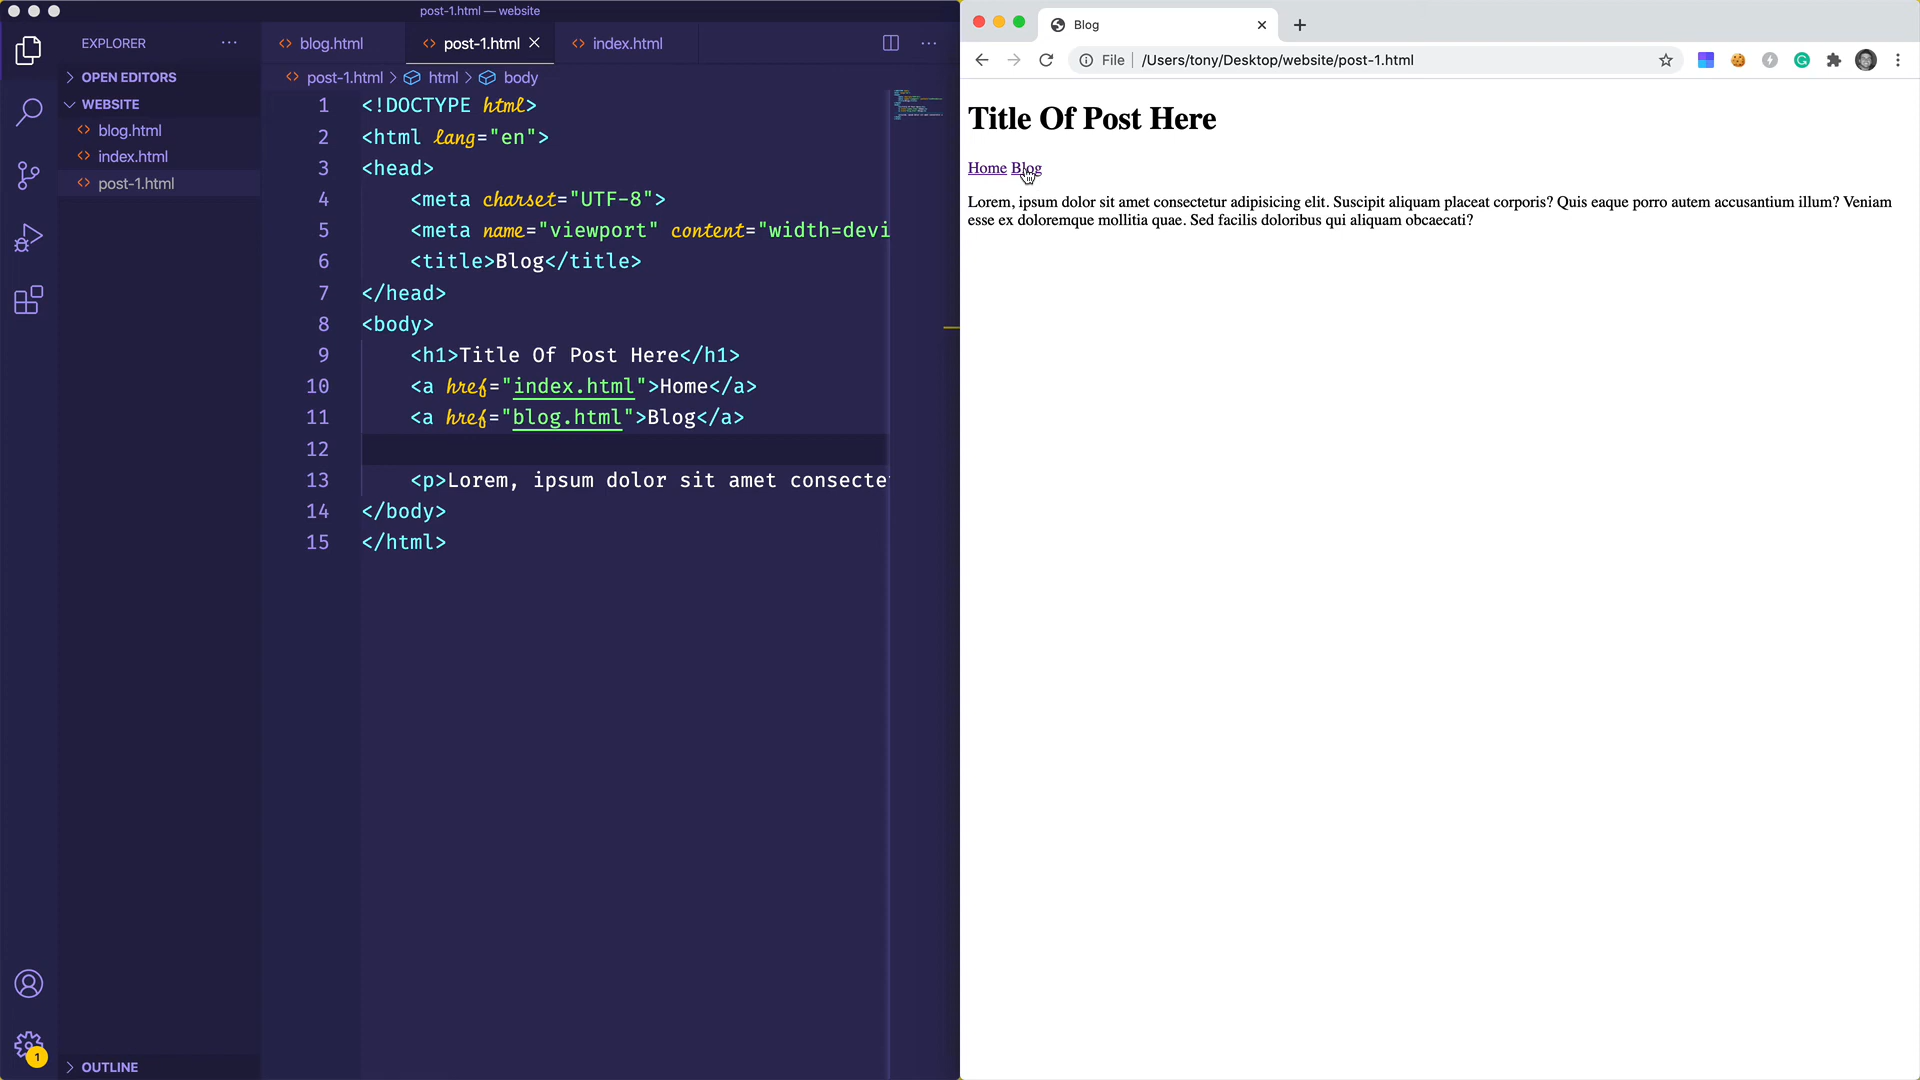 post-1.html — website
EXPLORER
OPEN EDITORS
WEBSITE
blog.html
index.html
post-1.html
OUTLINE
1
blog.html
post-1.html
index.html
post-1.html > html > body
1 <!DOCTYPE html>
2 <html lang="en">
3 <head>
4 <meta charset="UTF-8">
5 <meta name="viewport" content="width=devi
6 <title>Blog</title>
7 </head>
8 <body>
9 <h1>Title Of Post Here</h1>
10 <a href="index.html">Home</a>
11 <a href="blog.html">Blog</a>
12
13 <p>Lorem, ipsum dolor sit amet consecte
14 </body>
15 </html>
Blog
File /Users/tony/Desktop/website/post-1.html
Title Of Post Here
Home Blog
Lorem, ipsum dolor sit amet consectetur adipisicing elit. Suscipit aliquam placeat corporis? Quis eaque porro autem accusantium illum? Veniam
esse ex doloremque mollitia quae. Sed facilis doloribus qui aliquam obcaecati?